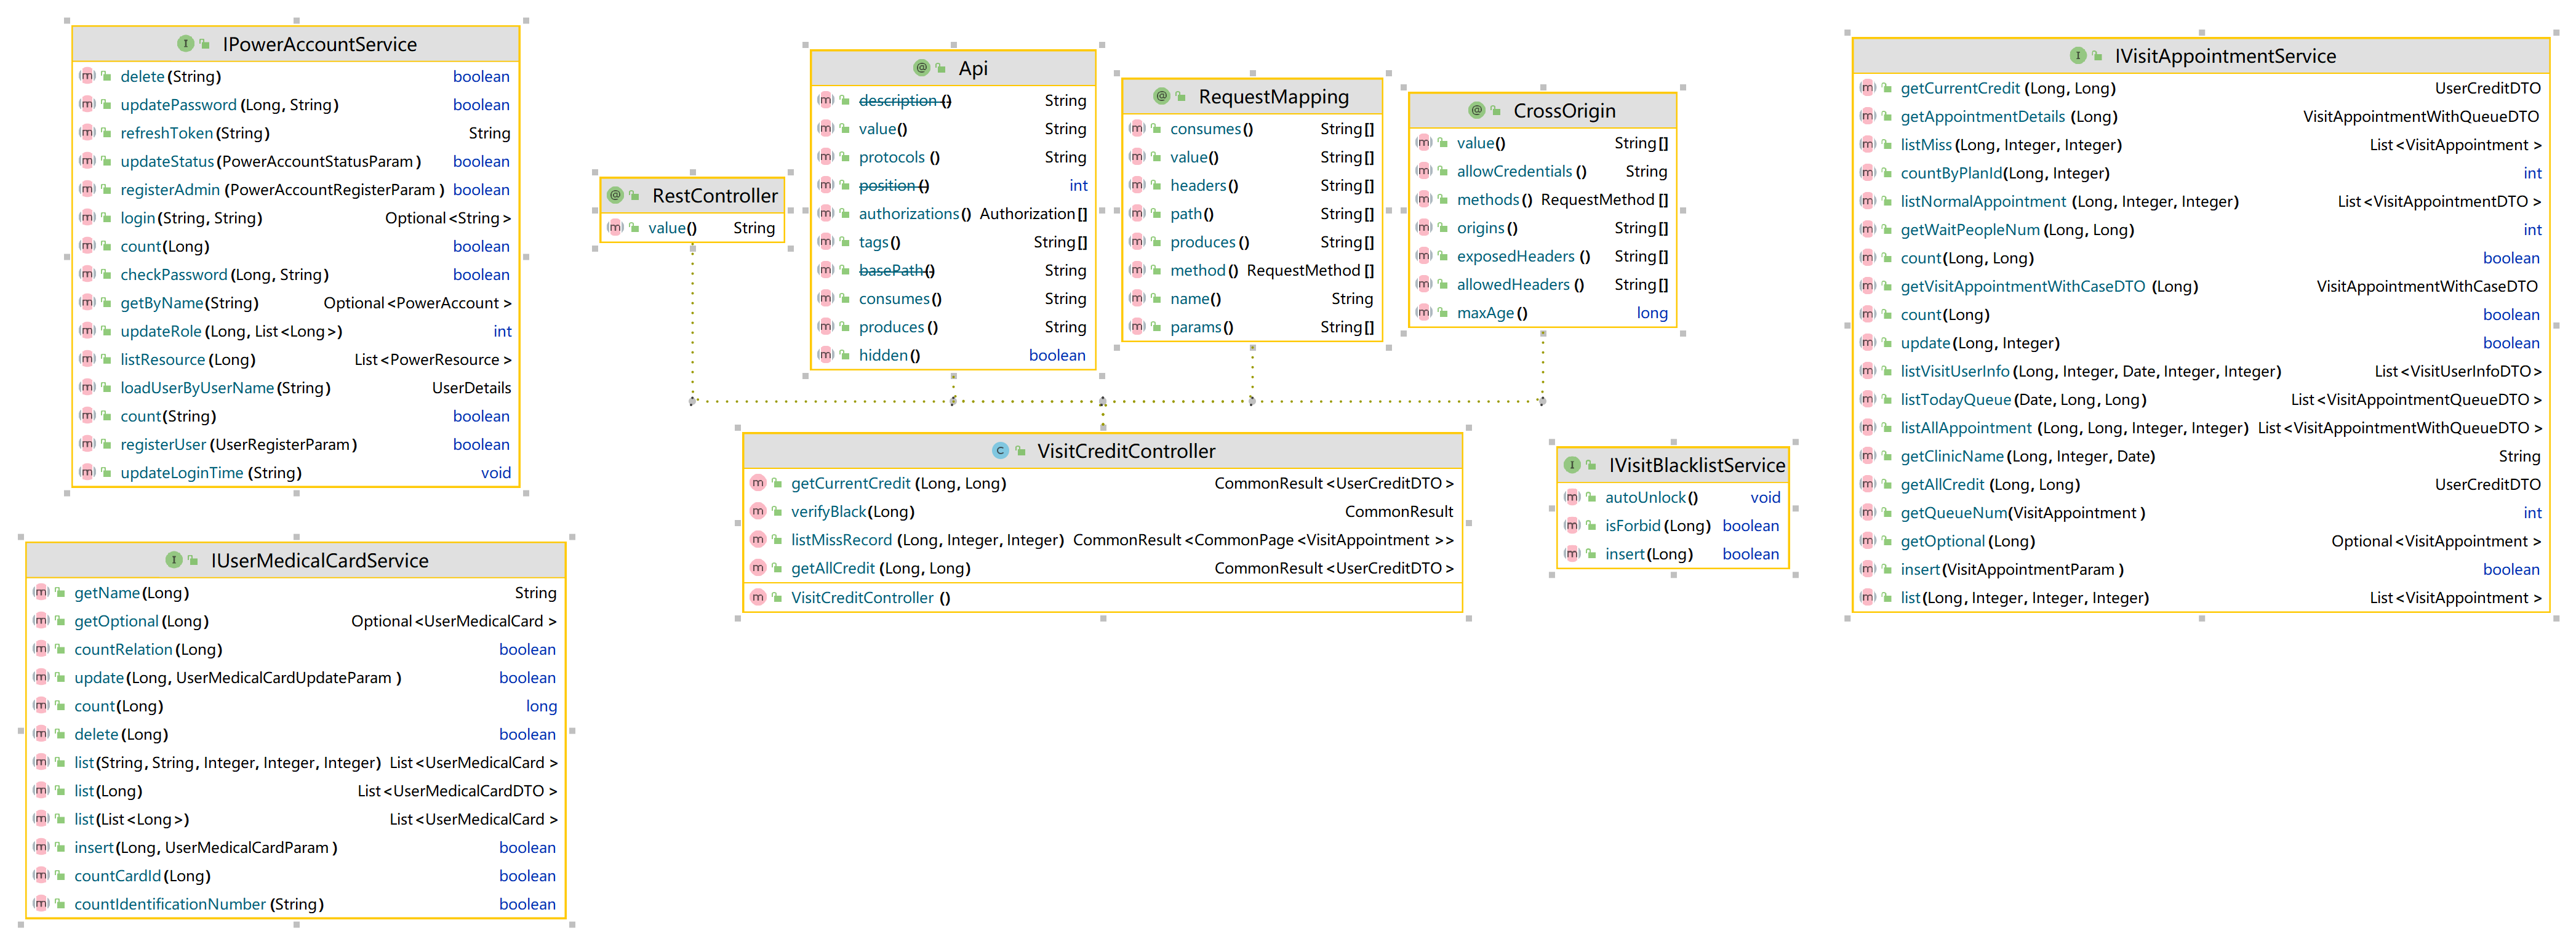 IPowerAccountService
delete(String) boolean
updatePassword(Long, String) boolean
refreshToken(String) String
updateStatus(PowerAccountStatusParam) boolean
registerAdmin(PowerAccountRegisterParam) boolean
login(String, String) Optional<String>
count(Long) boolean
checkPassword(Long, String) boolean
getByName(String) Optional<PowerAccount>
updateRole(Long, List<Long>) int
listResource(Long) List<PowerResource>
loadUserByUserName(String) UserDetails
count(String) boolean
registerUser(UserRegisterParam) boolean
updateLoginTime(String) void
IUserMedicalCardService
getName(Long) String
getOptional(Long) Optional<UserMedicalCard>
countRelation(Long) boolean
update(Long, UserMedicalCardUpdateParam) boolean
count(Long) long
delete(Long) boolean
list(String, String, Integer, Integer, Integer) List<UserMedicalCard>
list(Long) List<UserMedicalCardDTO>
list(List<Long>) List<UserMedicalCard>
insert(Long, UserMedicalCardParam) boolean
countCardId(Long) boolean
countIdentificationNumber(String) boolean
RestController
value() String
Api
description() String
value() String
protocols() String
position() int
authorizations() Authorization[]
tags() String[]
basePath() String
consumes() String
produces() String
hidden() boolean
RequestMapping
consumes() String[]
value() String[]
headers() String[]
path() String[]
produces() String[]
method() RequestMethod[]
name() String
params() String[]
CrossOrigin
value() String[]
allowCredentials() String
methods() RequestMethod[]
origins() String[]
exposedHeaders() String[]
allowedHeaders() String[]
maxAge() long
VisitCreditController
getCurrentCredit(Long, Long) CommonResult<UserCreditDTO>
verifyBlack(Long) CommonResult
listMissRecord(Long, Integer, Integer) CommonResult<CommonPage<VisitAppointment>>
getAllCredit(Long, Long) CommonResult<UserCreditDTO>
VisitCreditController()
IVisitBlacklistService
autoUnlock() void
isForbid(Long) boolean
insert(Long) boolean
IVisitAppointmentService
getCurrentCredit(Long, Long) UserCreditDTO
getAppointmentDetails(Long) VisitAppointmentWithQueueDTO
listMiss(Long, Integer, Integer) List<VisitAppointment>
countByPlanId(Long, Integer) int
listNormalAppointment(Long, Integer, Integer) List<VisitAppointmentDTO>
getWaitPeopleNum(Long, Long) int
count(Long, Long) boolean
getVisitAppointmentWithCaseDTO(Long) VisitAppointmentWithCaseDTO
count(Long) boolean
update(Long, Integer) boolean
listVisitUserInfo(Long, Integer, Date, Integer, Integer) List<VisitUserInfoDTO>
listTodayQueue(Date, Long, Long) List<VisitAppointmentQueueDTO>
listAllAppointment(Long, Long, Integer, Integer) List<VisitAppointmentWithQueueDTO>
getClinicName(Long, Integer, Date) String
getAllCredit(Long, Long) UserCreditDTO
getQueueNum(VisitAppointment) int
getOptional(Long) Optional<VisitAppointment>
insert(VisitAppointmentParam) boolean
list(Long, Integer, Integer, Integer) List<VisitAppointment>